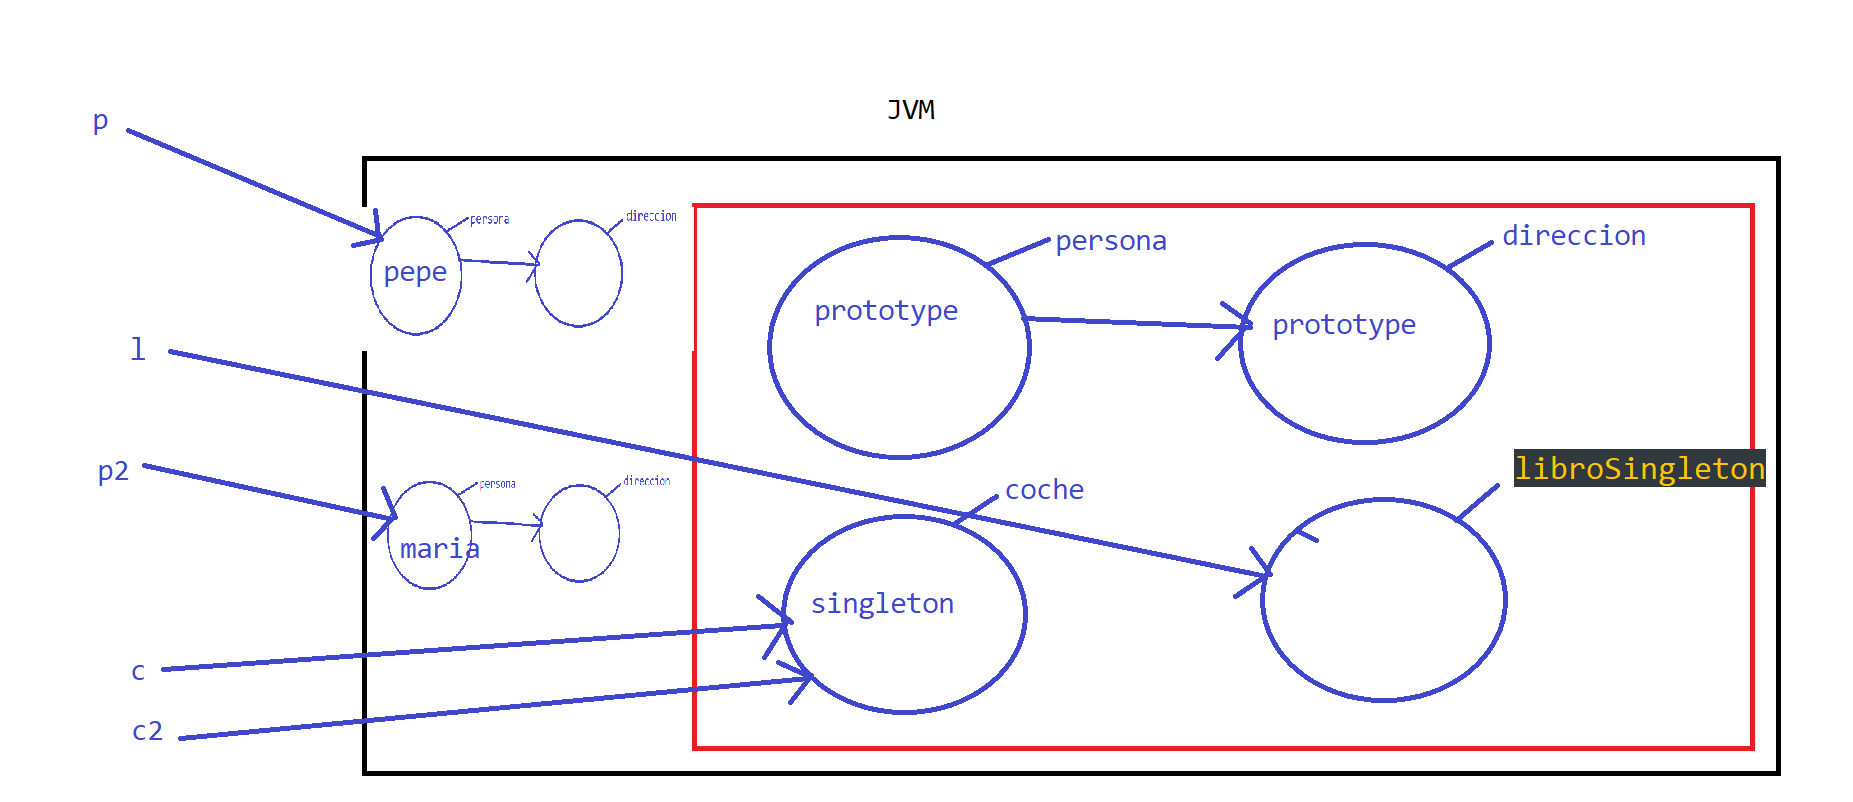 JVM
p
persona
direccion
pepe
persona
direccion
prototype
prototype
l
p2
persona
direccion
maria
coche
libroSingleton
singleton
c
c2